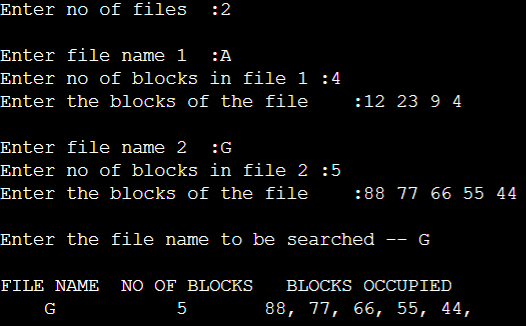 Enter no of files  :2
Enter file name 1  :A
Enter no of blocks in file 1 :4
Enter the blocks of the file    :12 23 9 4
Enter file name 2  :G
Enter no of blocks in file 2 :5
Enter the blocks of the file    :88 77 66 55 44
Enter the file name to be searched -- G
FILE NAME  NO OF BLOCKS   BLOCKS OCCUPIED
    G           5       88, 77, 66, 55, 44,